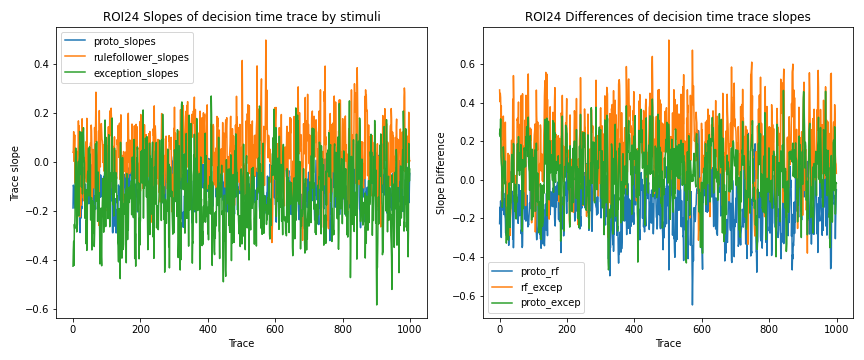 ROI24 Slopes of decision time trace by stimuli
proto_slopes
rulefollower_slopes
exception_slopes
0.4
0.2
0.0
−0.2
−0.4
−0.6
Trace slope
0
200
400
600
800
1000
Trace
ROI24 Differences of decision time trace slopes
0.6
0.4
0.2
0.0
−0.2
−0.4
−0.6
Slope Difference
proto_rf
rf_excep
proto_excep
0
200
400
600
800
1000
Trace